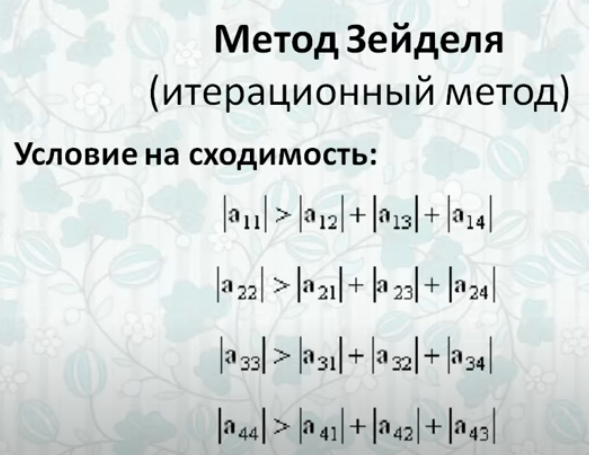 Метод Зейделя
(итерационный метод)
Условие на сходимость:
|a₁₁| > |a₁₂| + |a₁₃| + |a₁₄|
|a₂₂| > |a₂₁| + |a₂₃| + |a₂₄|
|a₃₃| > |a₃₁| + |a₃₂| + |a₃₄|
|a₄₄| > |a₄₁| + |a₄₂| + |a₄₃|